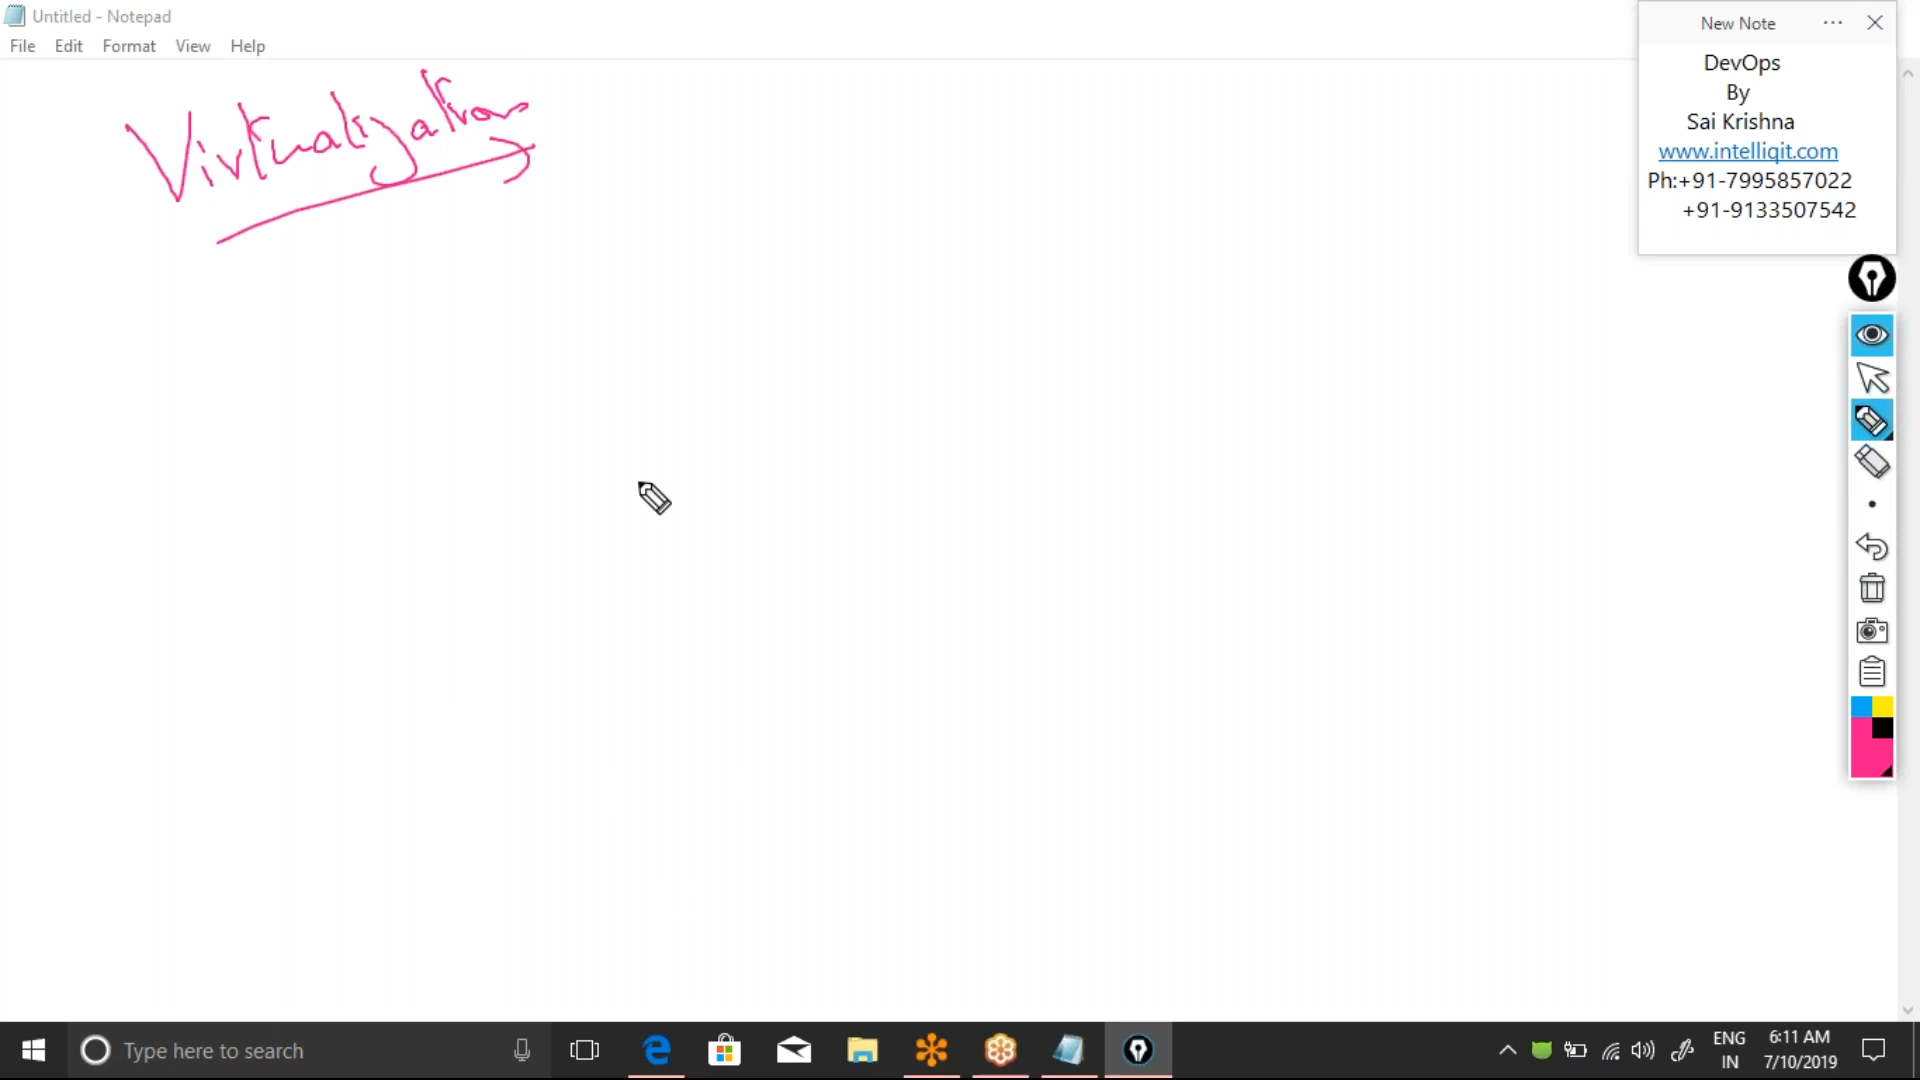 Untitled - Notepad
File Edit Format View Help
Virtualization
New Note
DevOps
By
Sai Krishna
www.intelliqit.com
Ph:+91-7995857022
+91-9133507542
Type here to search
ENG
IN
6:11 AM
7/10/2019